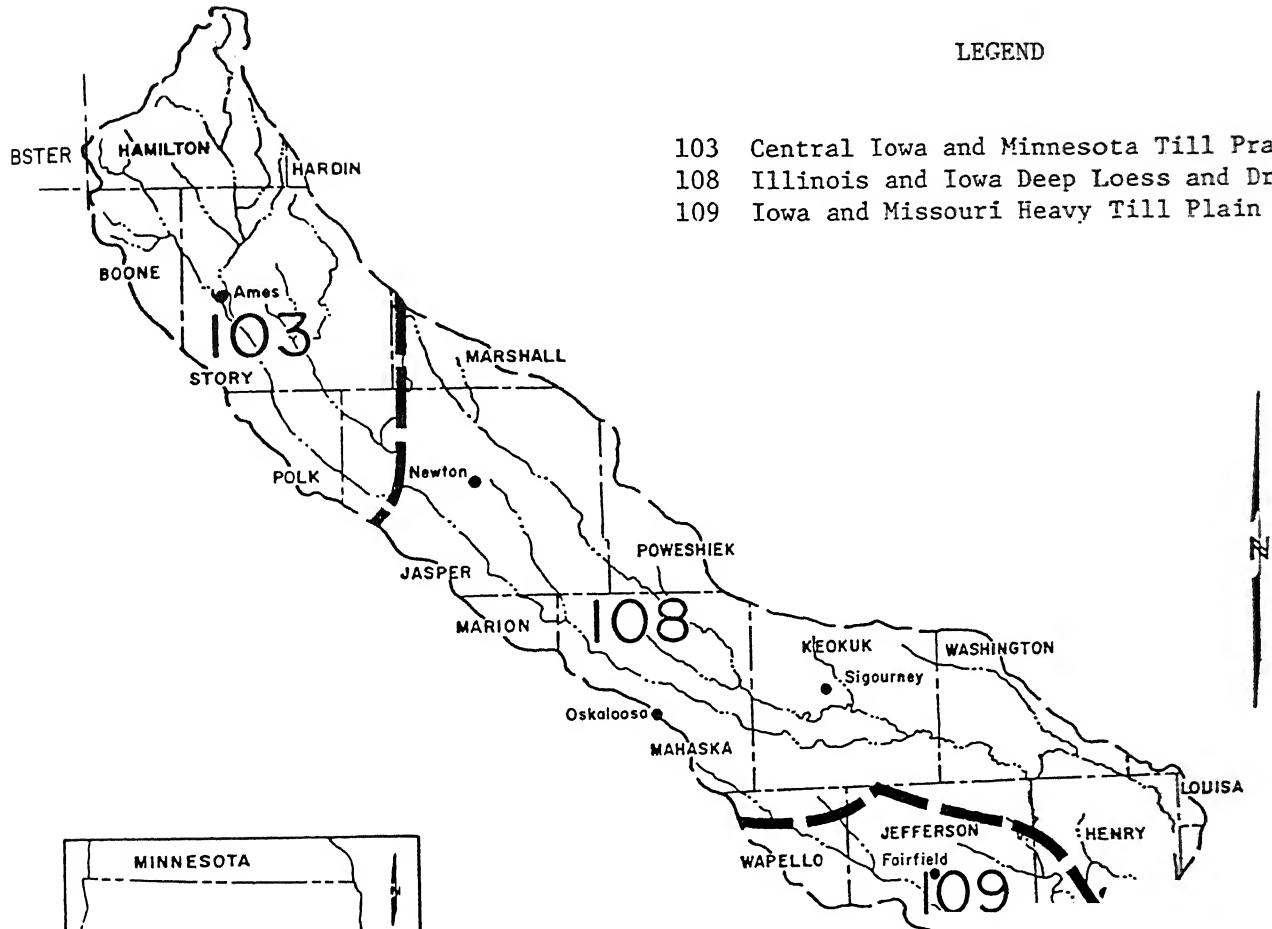 LEGEND
103 Central Iowa and Minnesota Till Pra
108 Illinois and Iowa Deep Loess and Dr
109 Iowa and Missouri Heavy Till Plain
BSTER
HAMILTON
HARDIN
BOONE
Ames
103
STORY
MARSHALL
POLK
Newton
JASPER
POWESHIEK
MARION
108
KEOKUK
WASHINGTON
Sigourney
Oskaloosa
MAHASKA
LOUISA
JEFFERSON
HENRY
WAPELLO
Fairfield
109
N
MINNESOTA
N